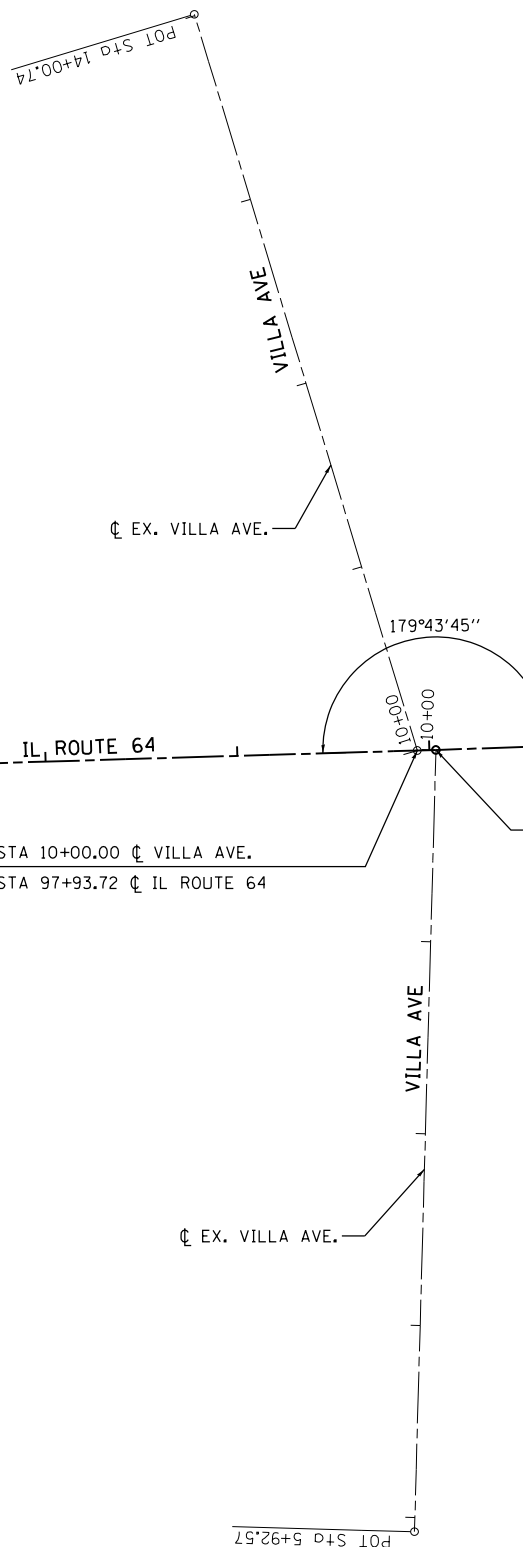 POT Sta 14+00.74
VILLA AVE
℄ EX. VILLA AVE.
179°43'45''
10+00
10+00
IL ROUTE 64
STA 10+00.00 ℄ VILLA AVE.
STA 97+93.72 ℄ IL ROUTE 64
VILLA AVE
℄ EX. VILLA AVE.
POT Sta 5+92.57